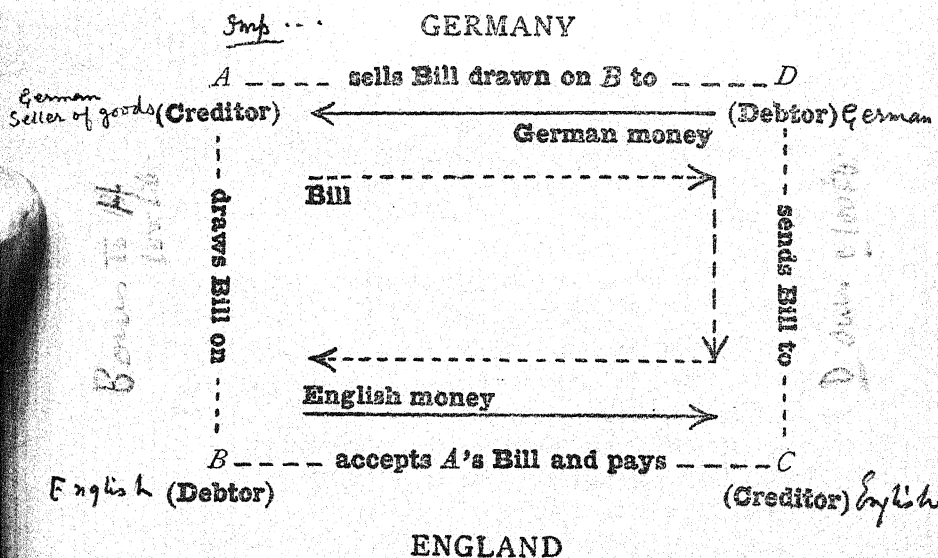 Imp ...
GERMANY
A ---- sells Bill drawn on B to ---- D
German
Seller of goods (Creditor)
(Debtor) German
German money
Bill
draws Bill on
sends Bill to
English money
B ---- accepts A's Bill and pays ---- C
English (Debtor)
(Creditor) English
ENGLAND